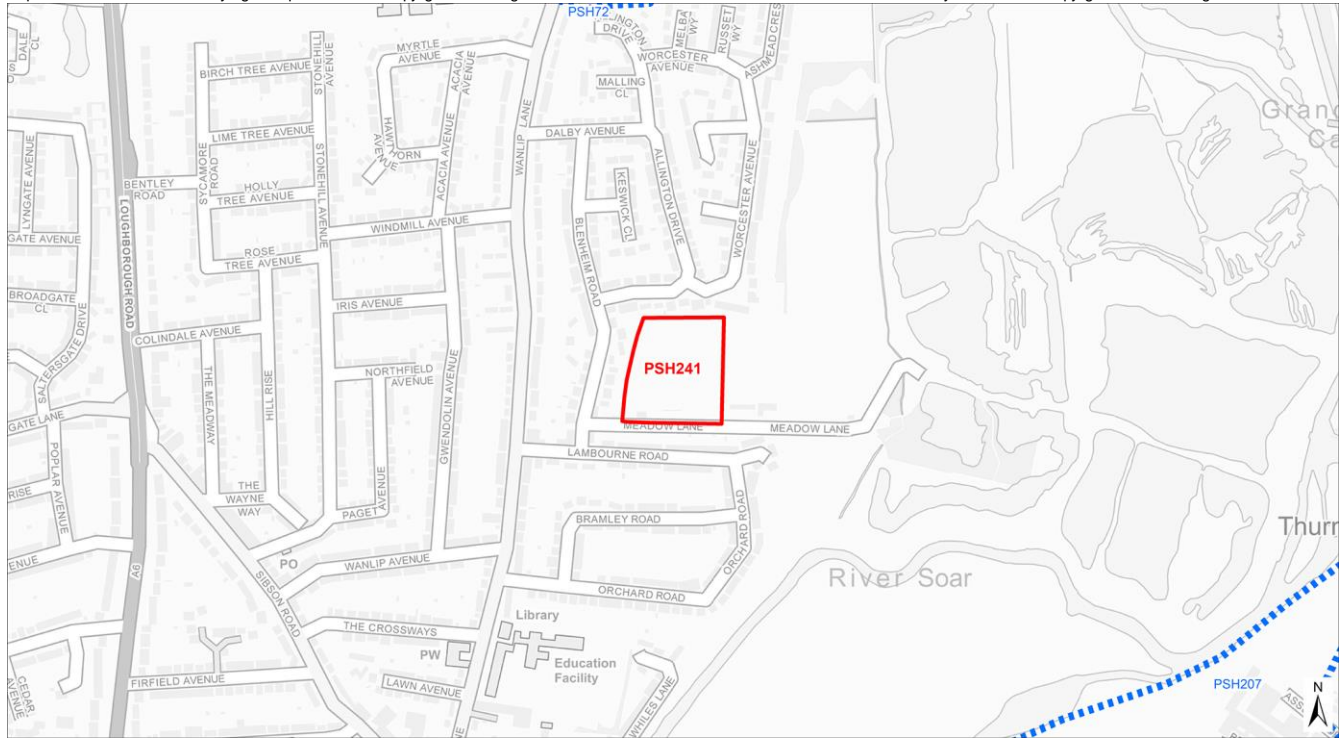 PSH72
DALE
CL
BIRCH TREE AVENUE
STONEHILL
AVENUE
MYRTLE
AVENUE
ACACIA
AVENUE
DRIVE
MELBA
WY
RUSSET
WY
WORCESTER
AVENUE
ASHMEAD CRES
MALLING
CL
LIME TREE AVENUE
HAWTHORN
AVENUE
WANLIP LANE
DALBY AVENUE
LYNGATE AVENUE
BENTLEY
ROAD
SYCAMORE
ROAD
HOLLY
TREE AVENUE
STONEHILL AVENUE
ACACIA AVENUE
ALLINGTON DRIVE
KESWICK CL
WORCESTER AVENUE
LOUGHBOROUGH ROAD
GATE AVENUE
WINDMILL AVENUE
BLENHEIM ROAD
ROSE
TREE AVENUE
BROADGATE
CL
IRIS AVENUE
COLINDALE AVENUE
SALTERSGATE DRIVE
THE MEADWAY
HILL RISE
NORTHFIELD
AVENUE
GWENDOLIN AVENUE
WANLIP LANE
PSH241
GATE LANE
MEADOW LANE
MEADOW LANE
LAMBOURNE ROAD
POPLAR AVENUE
RISE
THE
WAYNE
WAY
PAGET
AVENUE
BRAMLEY ROAD
ORCHARD ROAD
PO
ENUE
A6
SIBSON ROAD
WANLIP AVENUE
ORCHARD ROAD
River Soar
Library
THE CROSSWAYS
PW
Education
Facility
CEDAR
AVENUE
FIRFIELD AVENUE
LAWN AVENUE
WHILES LANE
PSH207
N